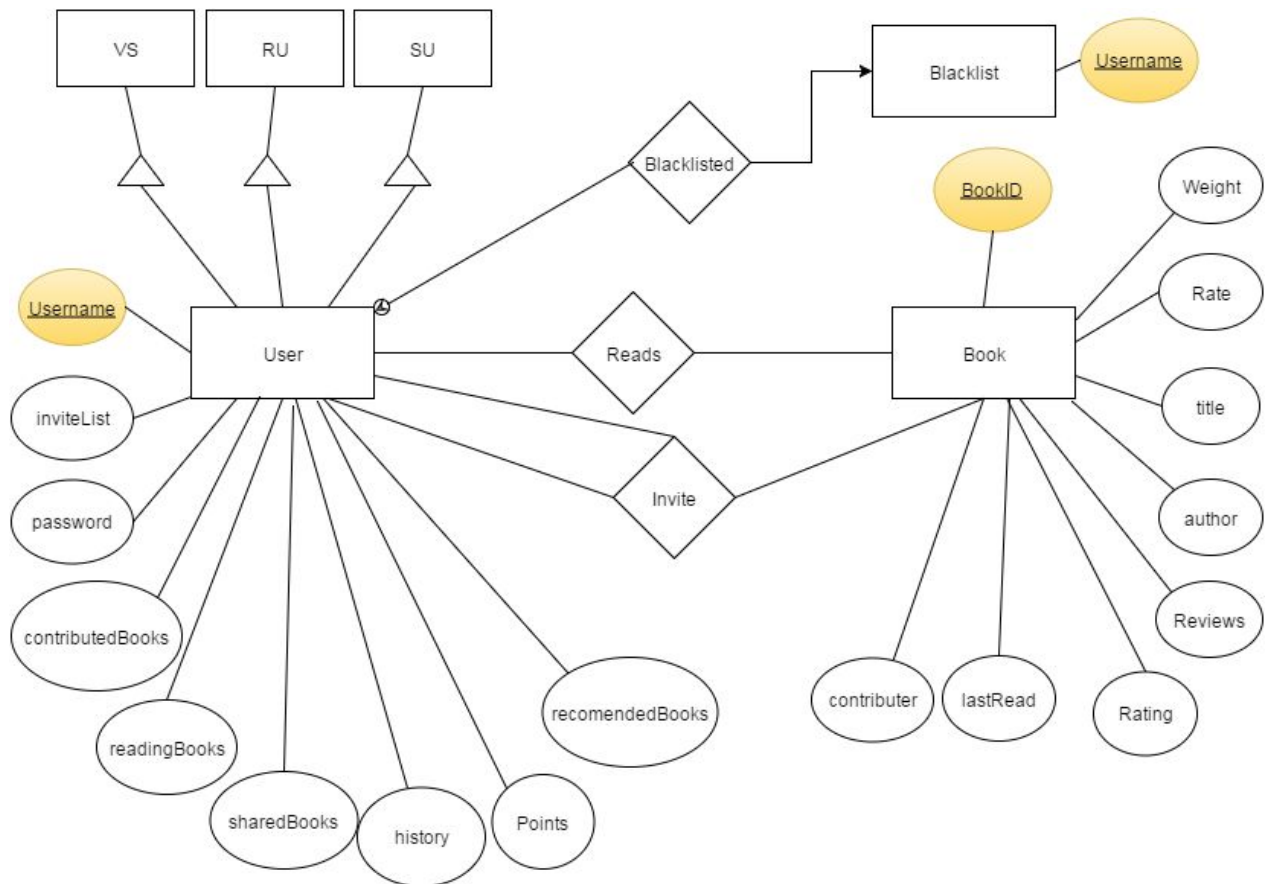 VS
RU
SU
Blacklist
Username
Blacklisted
BookID
Weight
Username
User
Reads
Book
Rate
inviteList
title
password
Invite
author
contributedBooks
Reviews
readingBooks
recomendedBooks
contributer
lastRead
Rating
sharedBooks
history
Points